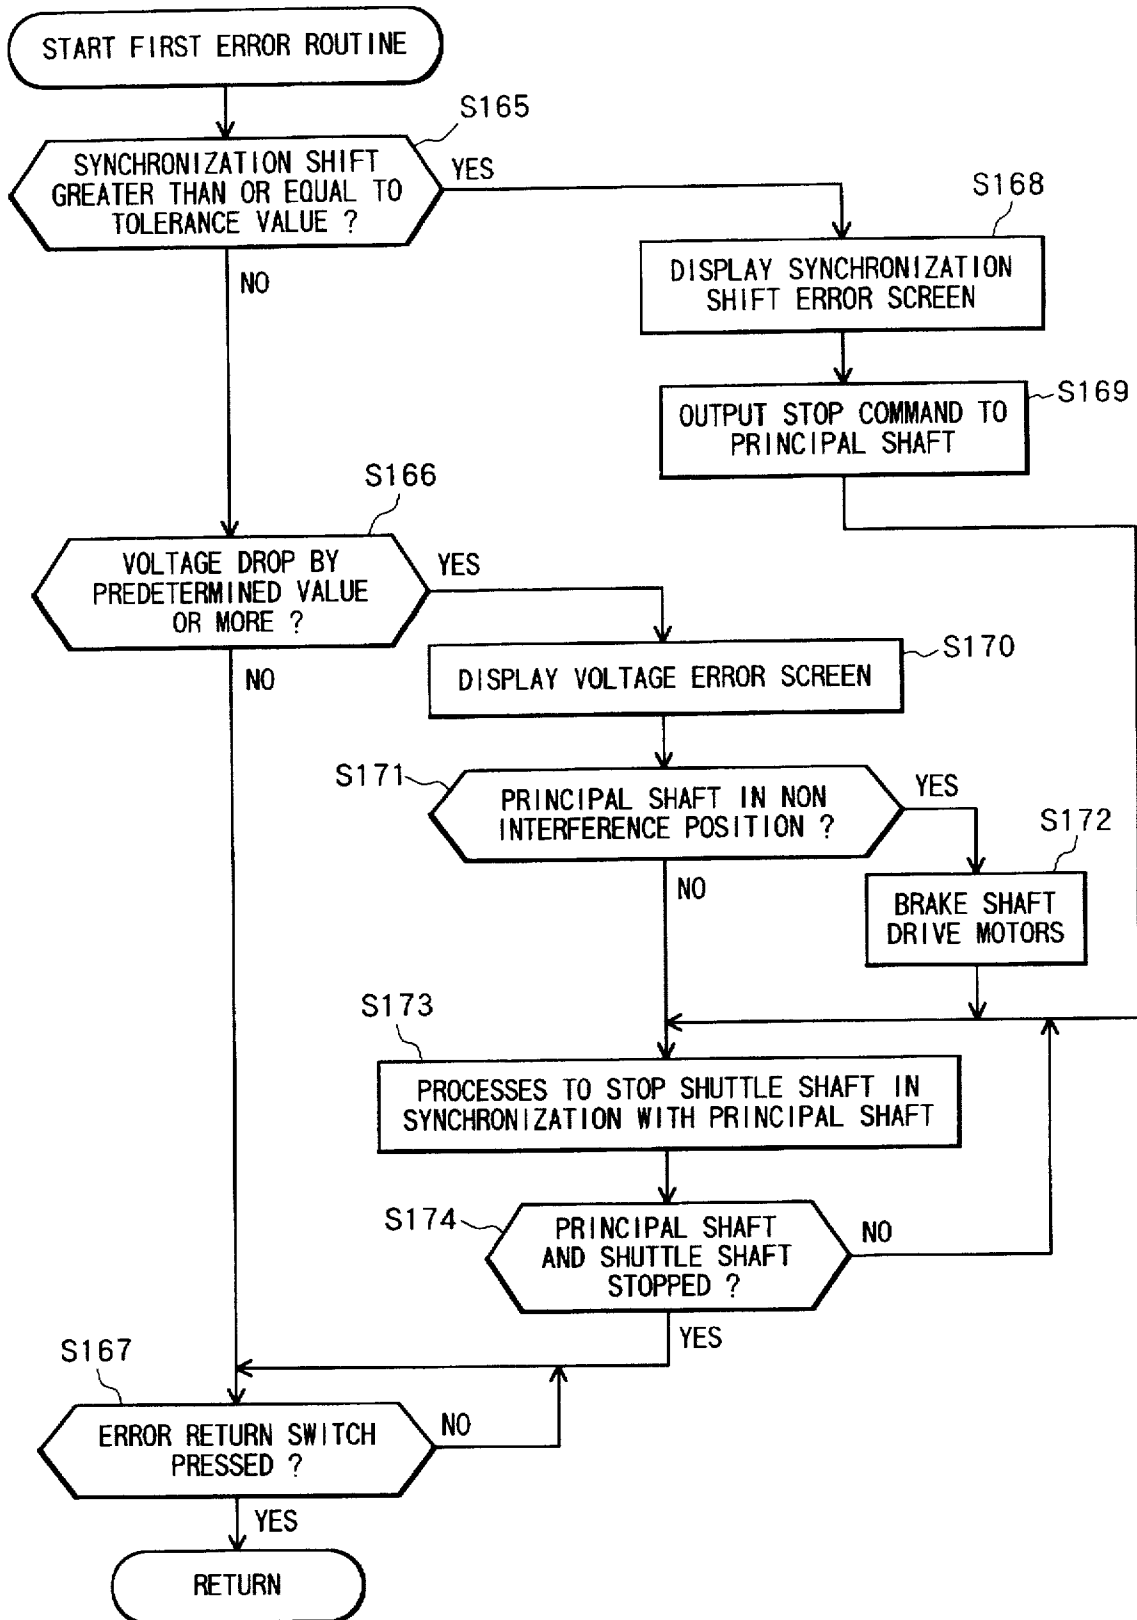 START FIRST ERROR ROUTINE
S165
SYNCHRONIZATION SHIFT
GREATER THAN OR EQUAL TO
TOLERANCE VALUE ?
YES
NO
S168
DISPLAY SYNCHRONIZATION
SHIFT ERROR SCREEN
S169
OUTPUT STOP COMMAND TO
PRINCIPAL SHAFT
S166
VOLTAGE DROP BY
PREDETERMINED VALUE
OR MORE ?
YES
NO
S170
DISPLAY VOLTAGE ERROR SCREEN
S171
PRINCIPAL SHAFT IN NON
INTERFERENCE POSITION ?
YES
NO
S172
BRAKE SHAFT
DRIVE MOTORS
S173
PROCESSES TO STOP SHUTTLE SHAFT IN
SYNCHRONIZATION WITH PRINCIPAL SHAFT
S174
PRINCIPAL SHAFT
AND SHUTTLE SHAFT
STOPPED ?
NO
YES
S167
ERROR RETURN SWITCH
PRESSED ?
NO
YES
RETURN